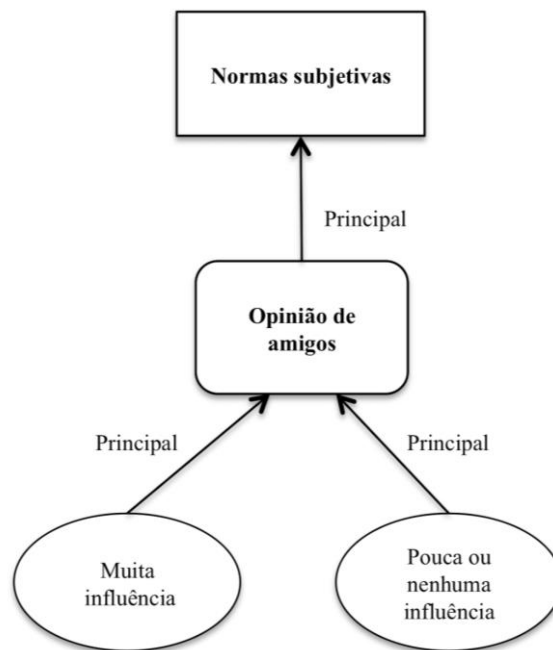 Normas subjetivas
Principal
Opinião de
amigos
Principal
Principal
Muita
influência
Pouca ou
nenhuma
influência